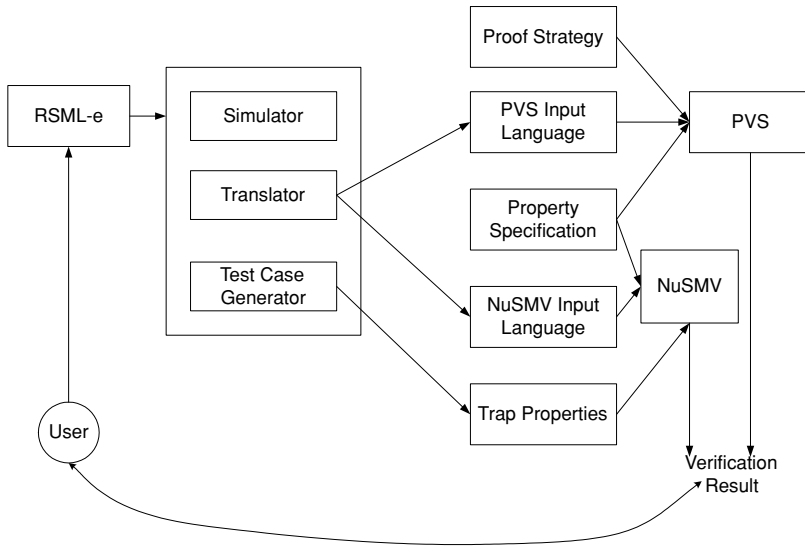 Proof Strategy
RSML-e
Simulator
PVS Input
Language
PVS
Translator
Property
Specification
Test Case
Generator
NuSMV Input
Language
NuSMV
Trap Properties
User
Verification
Result